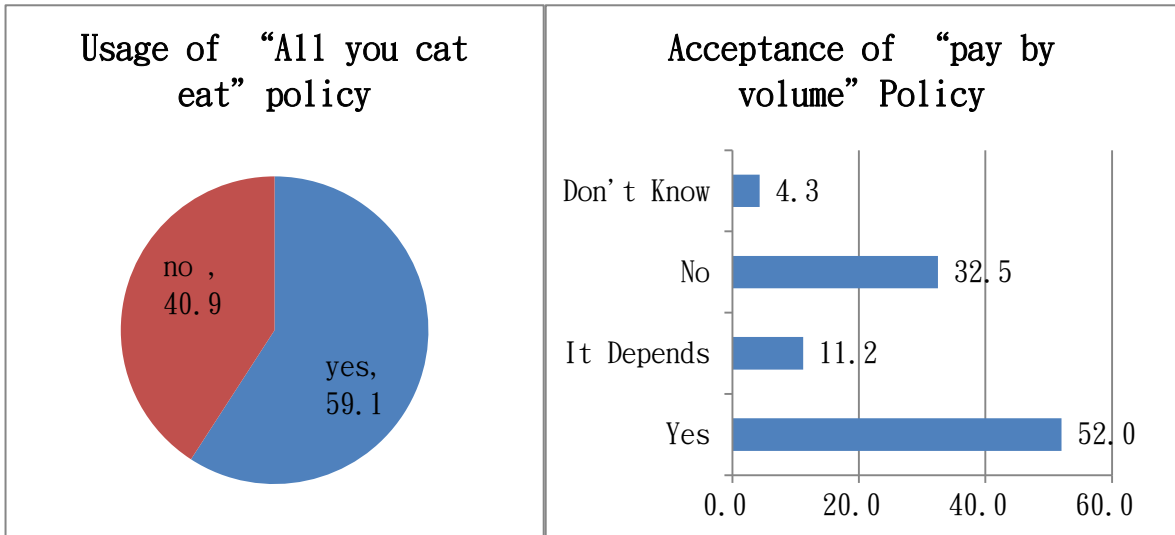 Usage of “All you cat
eat” policy
no ,
40.9
yes,
59.1
Acceptance of “pay by
volume” Policy
Don't Know
4.3
No
32.5
It Depends
11.2
Yes
52.0
0.0 20.0 40.0 60.0